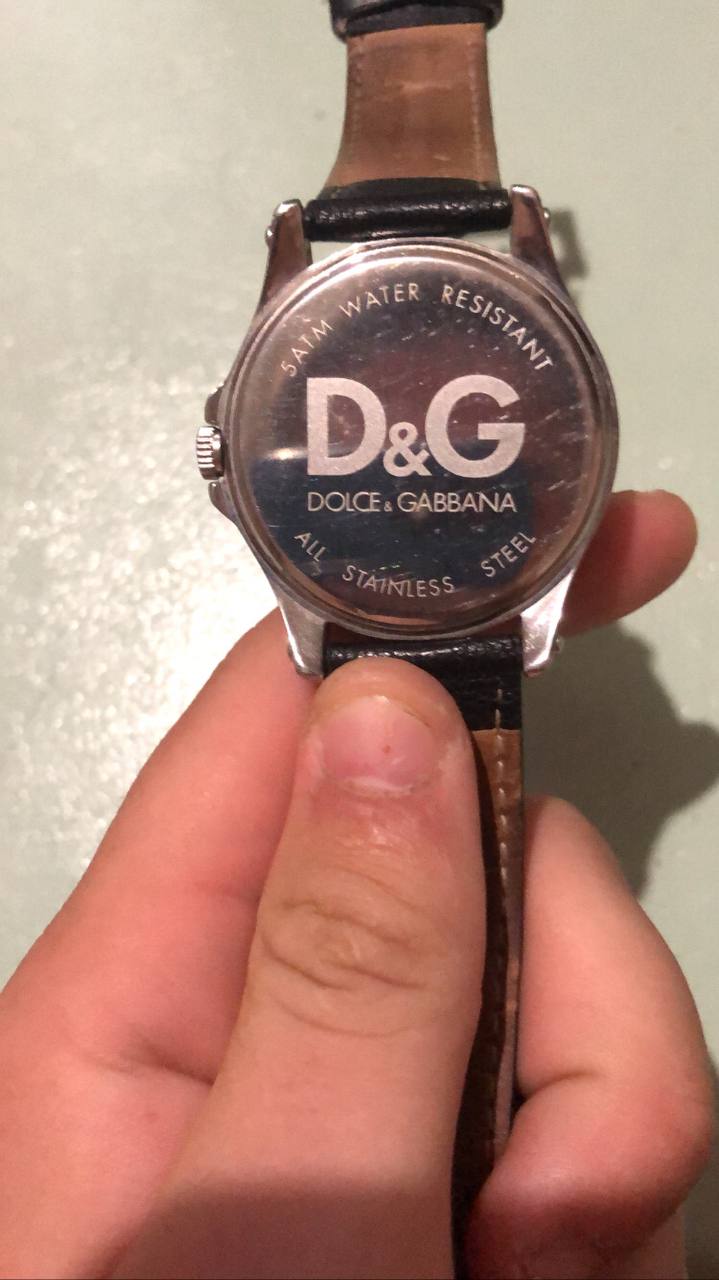 5ATM WATER RESISTANT
D&G
DOLCE & GABBANA
ALL STAINLESS STEEL